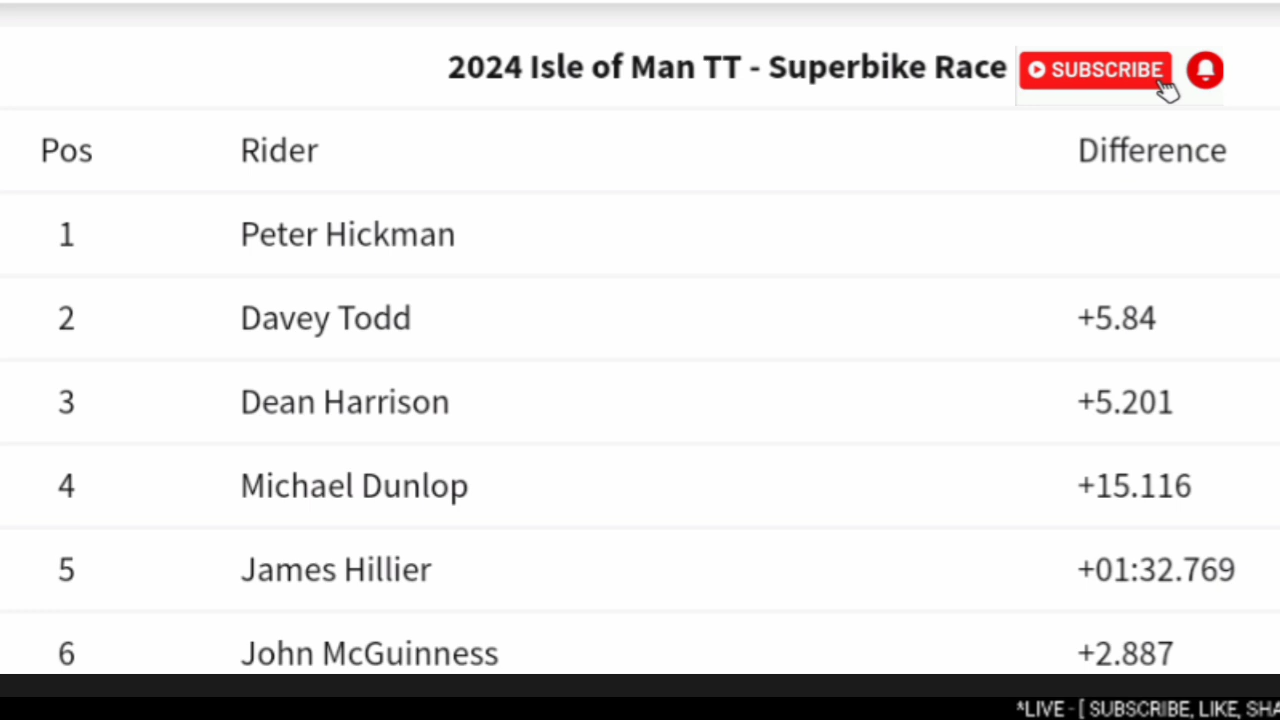 2024 Isle of Man TT - Superbike Race SUBSCRIBE
Pos Rider Difference
1 Peter Hickman
2 Davey Todd +5.84
3 Dean Harrison +5.201
4 Michael Dunlop +15.116
5 James Hillier +01:32.769
6 John McGuinness +2.887
*LIVE - [ SUBSCRIBE, LIKE, SHA